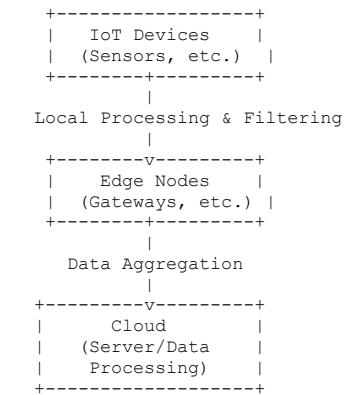 IoT Devices
(Sensors, etc.)
Local Processing & Filtering
Edge Nodes
(Gateways, etc.)
Data Aggregation
Cloud
(Server/Data
Processing)